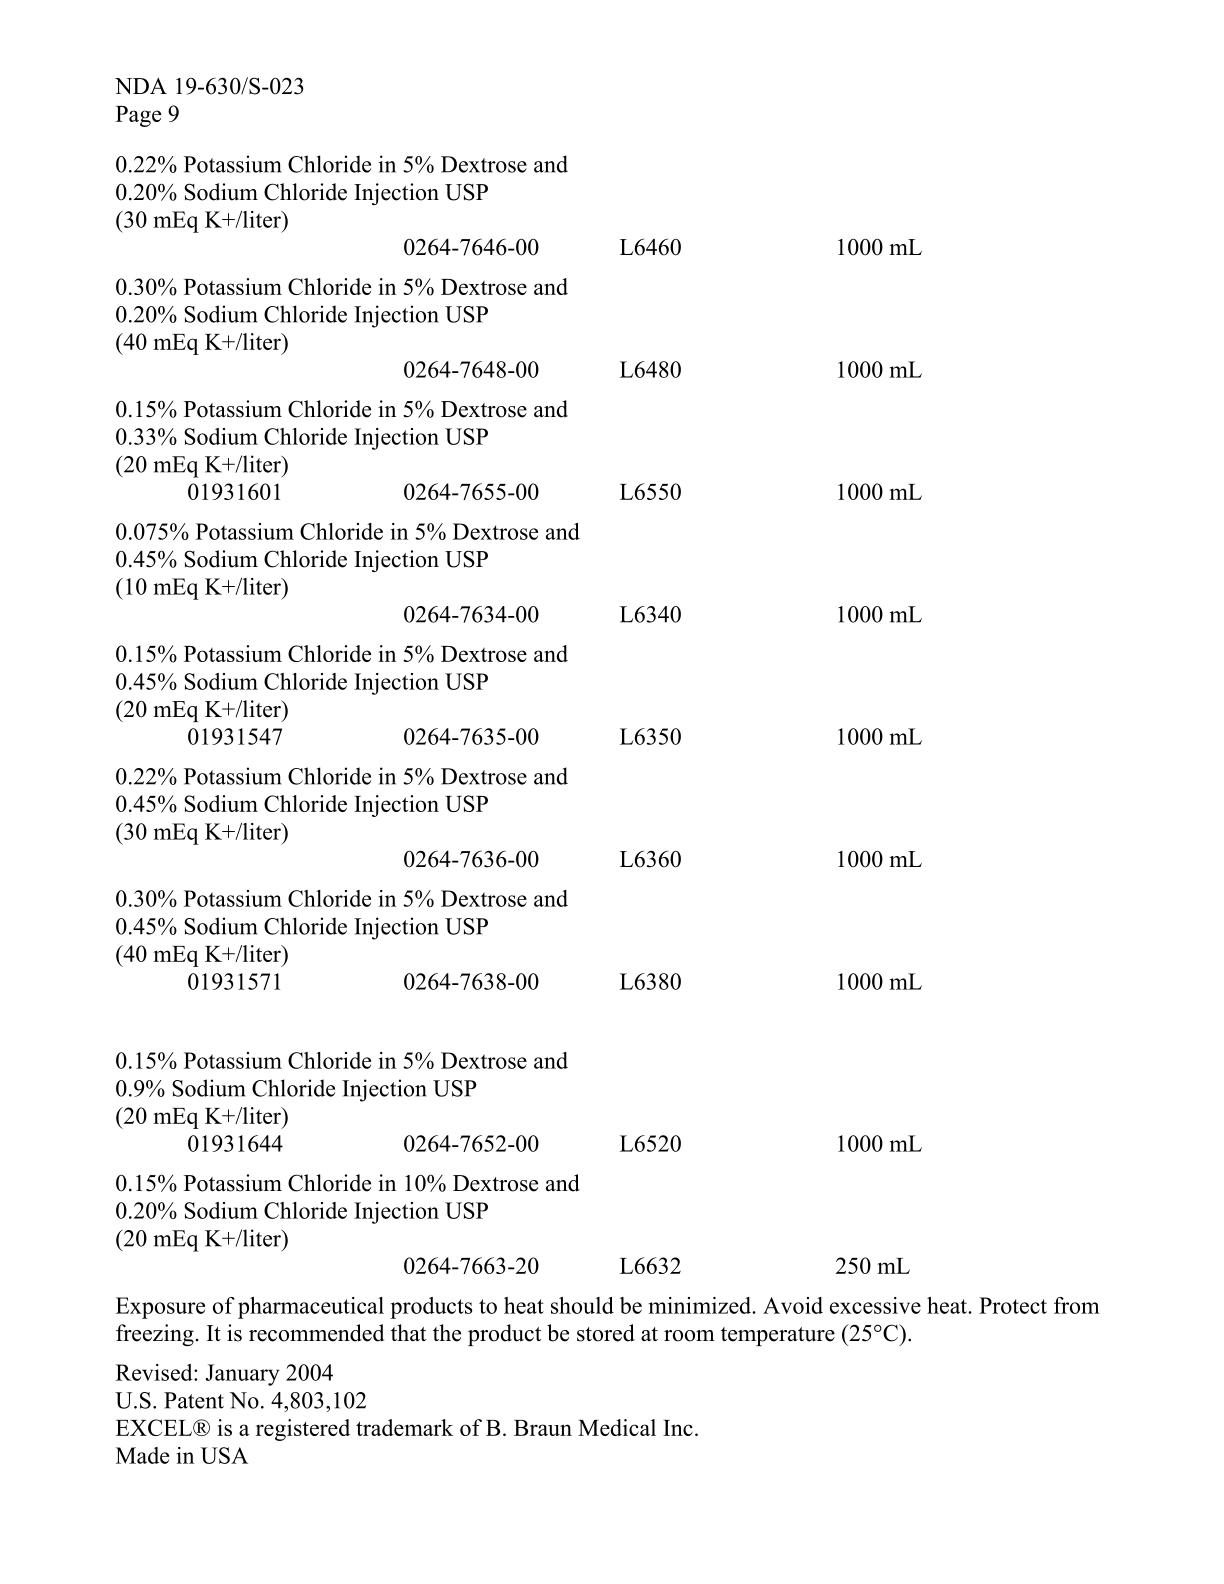 NDA 19-630/S-023
Page 9
0.22% Potassium Chloride in 5% Dextrose and
0.20% Sodium Chloride Injection USP
(30 mEq K+/liter)
0264-7646-00 L6460 1000 mL
0.30% Potassium Chloride in 5% Dextrose and
0.20% Sodium Chloride Injection USP
(40 mEq K+/liter)
0264-7648-00 L6480 1000 mL
0.15% Potassium Chloride in 5% Dextrose and
0.33% Sodium Chloride Injection USP
(20 mEq K+/liter)
01931601 0264-7655-00 L6550 1000 mL
0.075% Potassium Chloride in 5% Dextrose and
0.45% Sodium Chloride Injection USP
(10 mEq K+/liter)
0264-7634-00 L6340 1000 mL
0.15% Potassium Chloride in 5% Dextrose and
0.45% Sodium Chloride Injection USP
(20 mEq K+/liter)
01931547 0264-7635-00 L6350 1000 mL
0.22% Potassium Chloride in 5% Dextrose and
0.45% Sodium Chloride Injection USP
(30 mEq K+/liter)
0264-7636-00 L6360 1000 mL
0.30% Potassium Chloride in 5% Dextrose and
0.45% Sodium Chloride Injection USP
(40 mEq K+/liter)
01931571 0264-7638-00 L6380 1000 mL
0.15% Potassium Chloride in 5% Dextrose and
0.9% Sodium Chloride Injection USP
(20 mEq K+/liter)
01931644 0264-7652-00 L6520 1000 mL
0.15% Potassium Chloride in 10% Dextrose and
0.20% Sodium Chloride Injection USP
(20 mEq K+/liter)
0264-7663-20 L6632 250 mL
Exposure of pharmaceutical products to heat should be minimized. Avoid excessive heat. Protect from
freezing. It is recommended that the product be stored at room temperature (25°C).
Revised: January 2004
U.S. Patent No. 4,803,102
EXCEL® is a registered trademark of B. Braun Medical Inc.
Made in USA